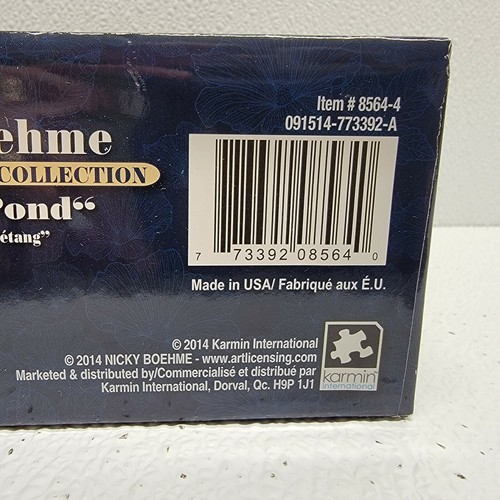 Item # 8564-4
091514-773392-A
ehme
COLLECTION
Pond“
étang”
7 73392 08564 0
Made in USA/ Fabriqué aux É.U.
© 2014 Karmin International
© 2014 NICKY BOEHME - www.artlicensing.com
Marketed & distributed by/Commercialisé et distribué par
Karmin International, Dorval, Qc. H9P 1J1
karmin
international